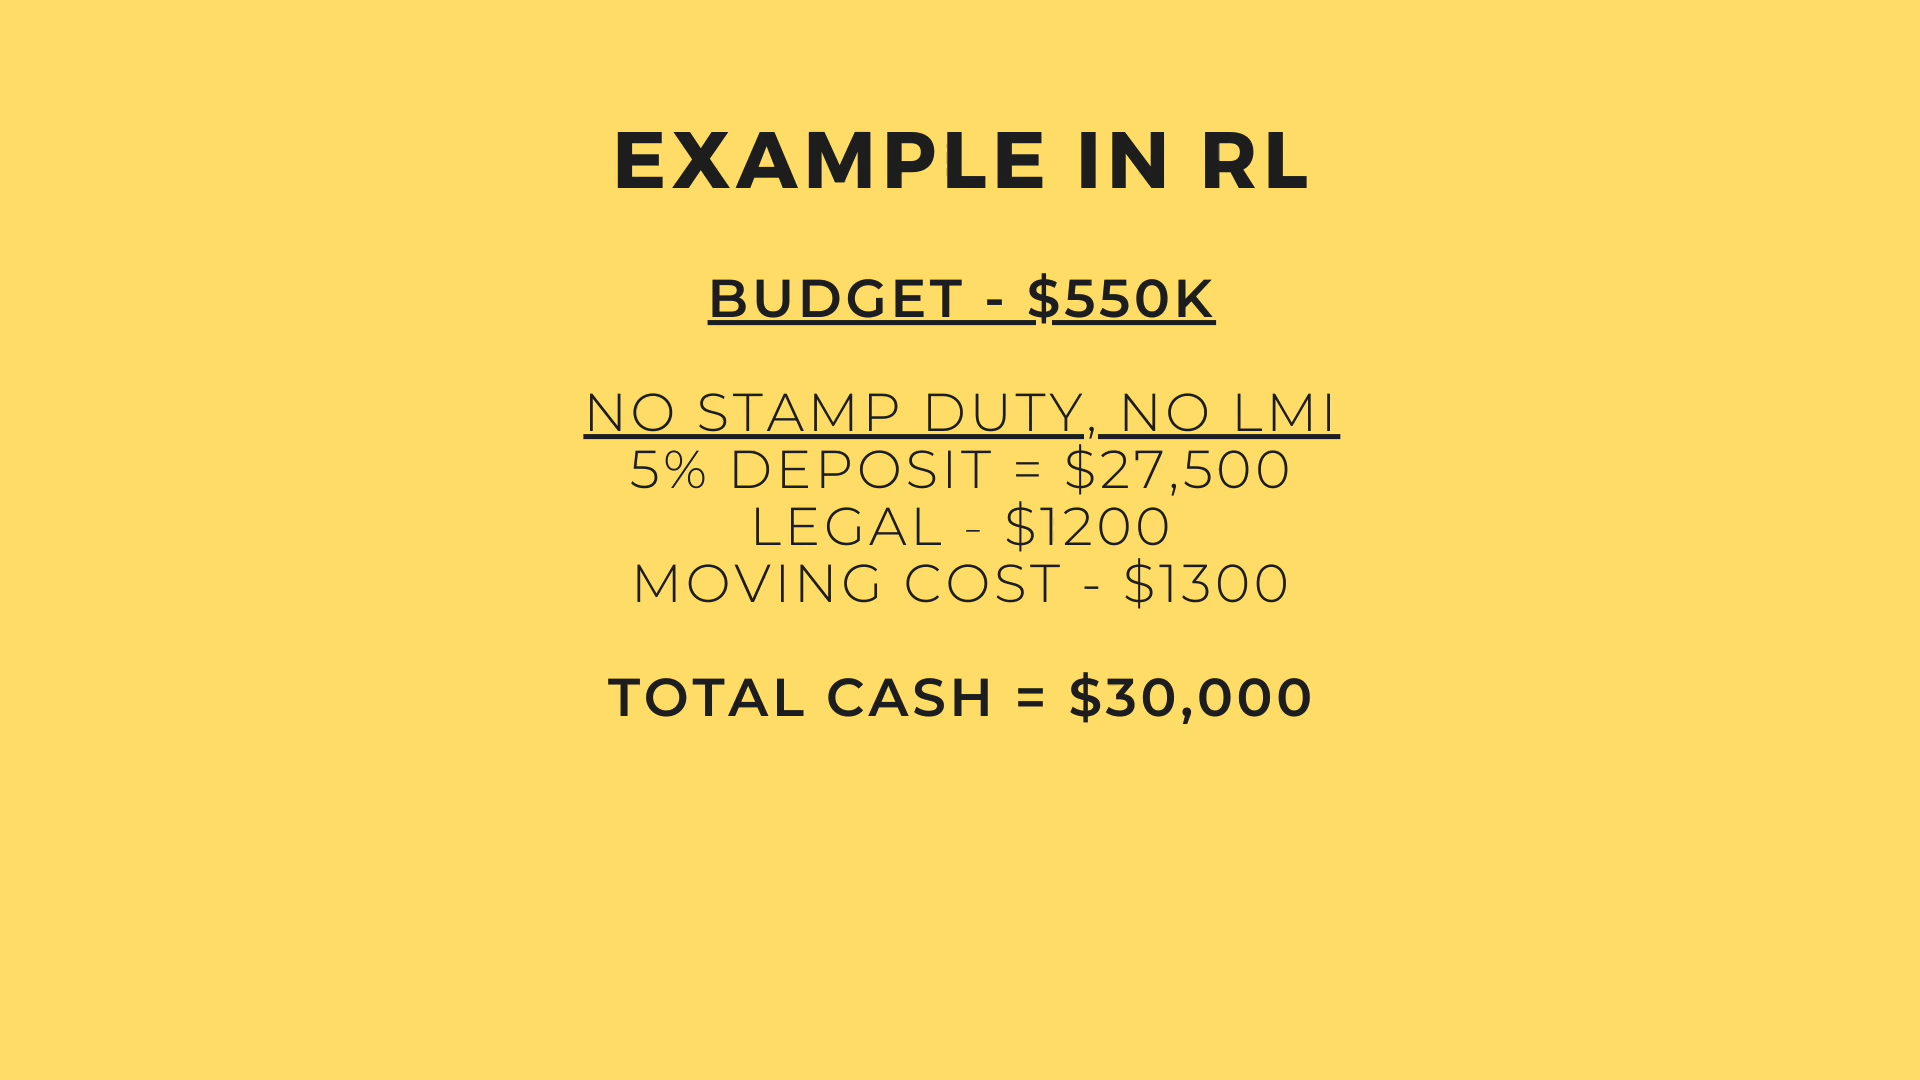 EXAMPLE IN RL
BUDGET - $550K
NO STAMP DUTY, NO LMI
5% DEPOSIT = $27,500
LEGAL - $1200
MOVING COST - $1300
TOTAL CASH = $30,000